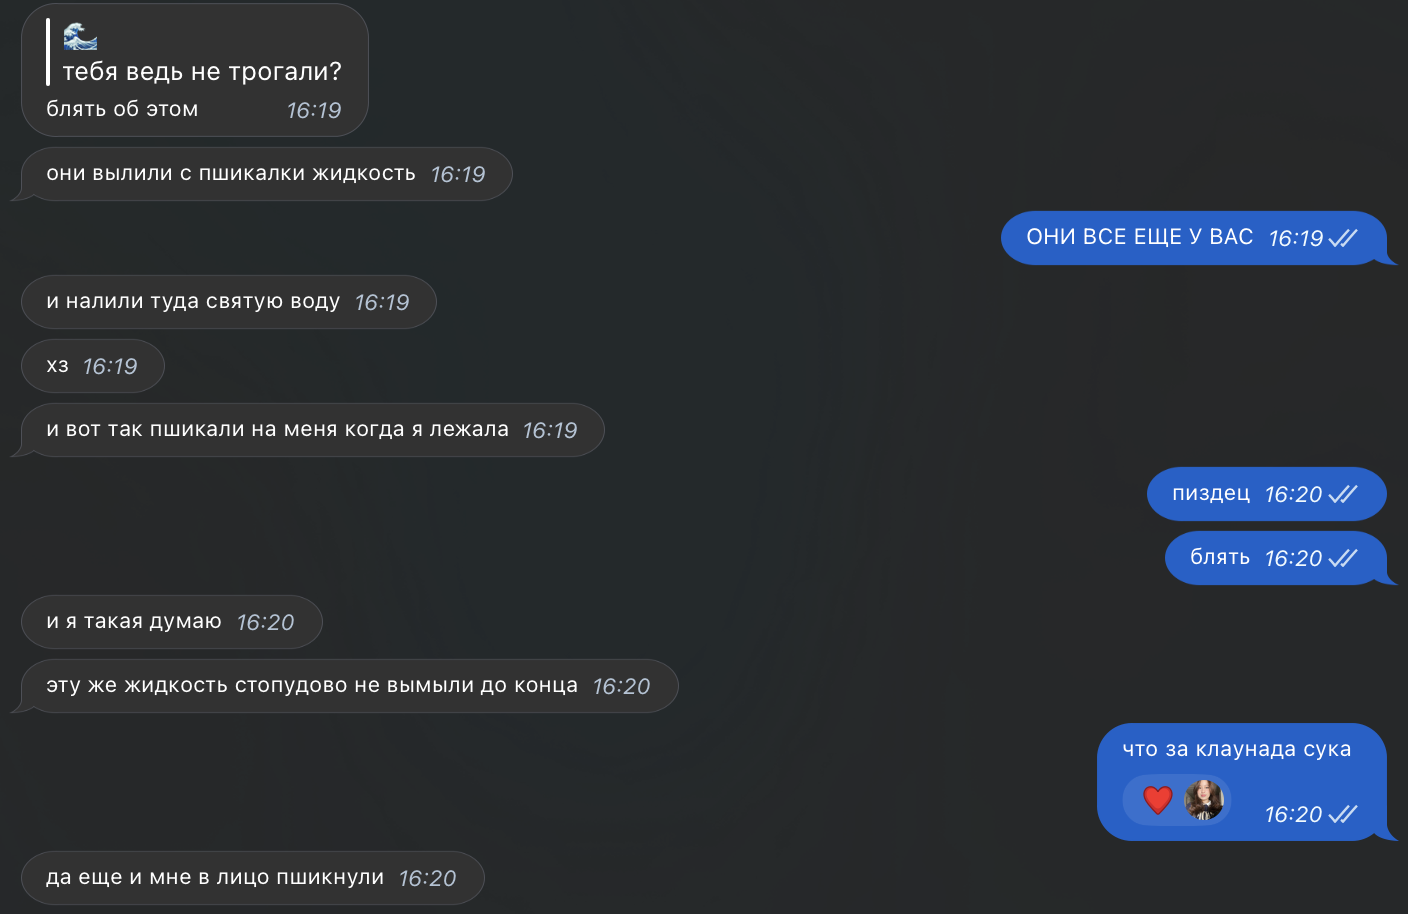 🌊
тебя ведь не трогали?
блять об этом 16:19
они вылили с пшикалки жидкость 16:19
ОНИ ВСЕ ЕЩЕ У ВАС 16:19
и налили туда святую воду 16:19
хз 16:19
и вот так пшикали на меня когда я лежала 16:19
пиздец 16:20
блять 16:20
и я такая думаю 16:20
эту же жидкость стопудово не вымыли до конца 16:20
что за клаунада сука
❤️ 16:20
да еще и мне в лицо пшикнули 16:20